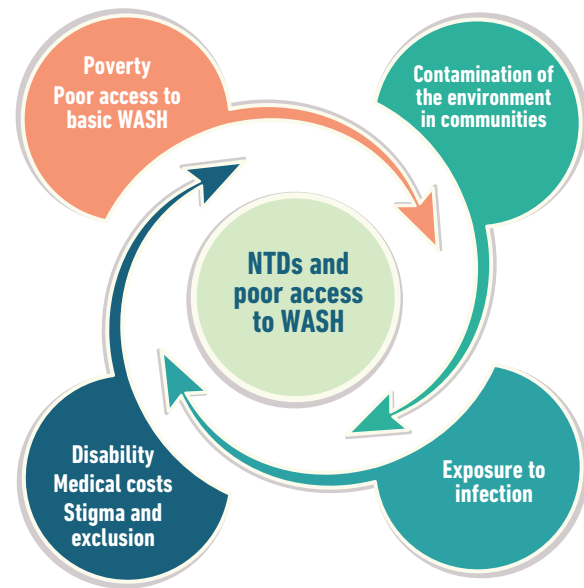 Poverty
Poor access to
basic WASH
Contamination of
the environment
in communities
NTDs and
poor access
to WASH
Disability
Medical costs
Stigma and
exclusion
Exposure to
infection